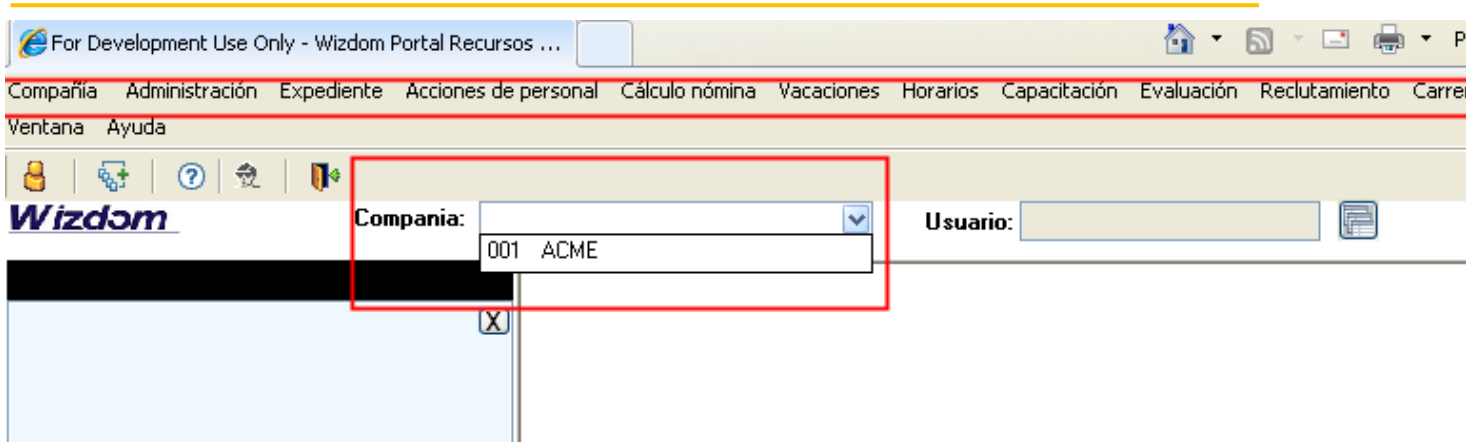 For Development Use Only - Wizdom Portal Recursos ...
Compañía Administración Expediente Acciones de personal Cálculo nómina Vacaciones Horarios Capacitación Evaluación Reclutamiento
Ventana Ayuda
Wizdom Compania: Usuario:
001 ACME
X